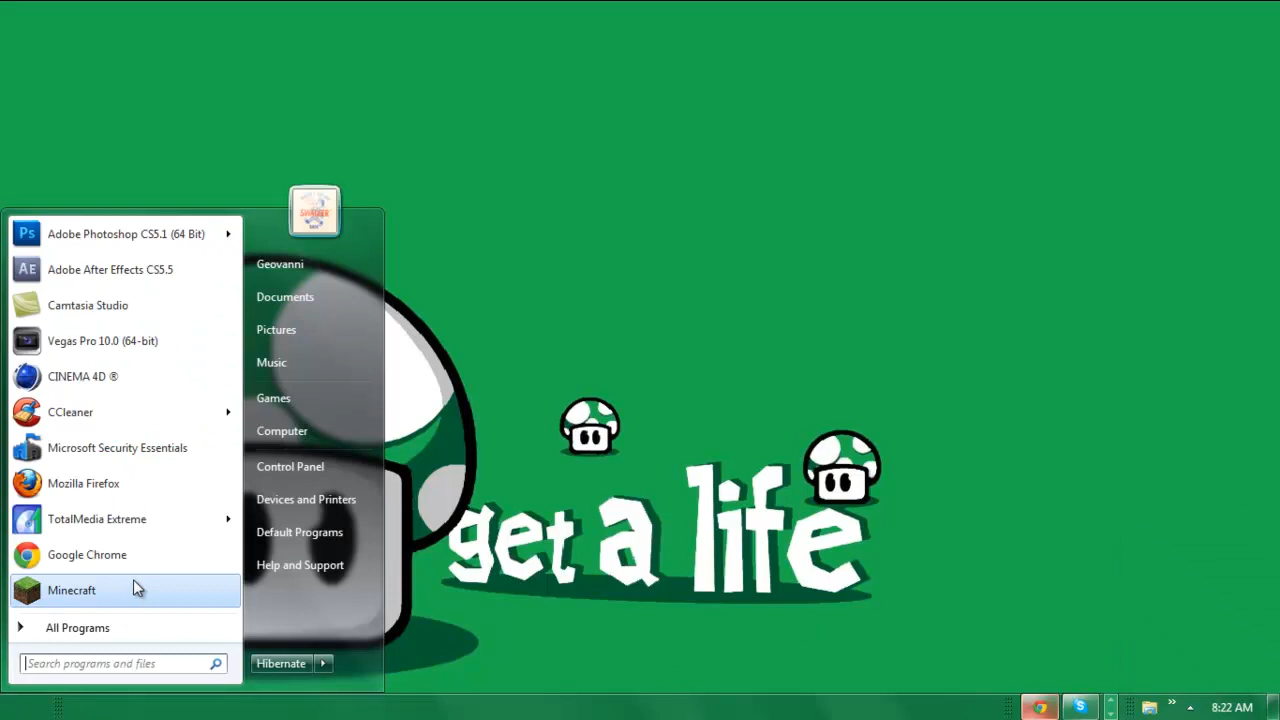 Ps
Adobe Photoshop CS5.1 (64 Bit)
AE
Adobe After Effects CS5.5
Camtasia Studio
Vegas Pro 10.0 (64-bit)
CINEMA 4D ®
CCleaner
Microsoft Security Essentials
Mozilla Firefox
TotalMedia Extreme
Google Chrome
Minecraft
All Programs
Search programs and files
SWAGGER
Geovanni
Documents
Pictures
Music
Games
Computer
Control Panel
Devices and Printers
Default Programs
Help and Support
Hibernate
get a life
8:22 AM